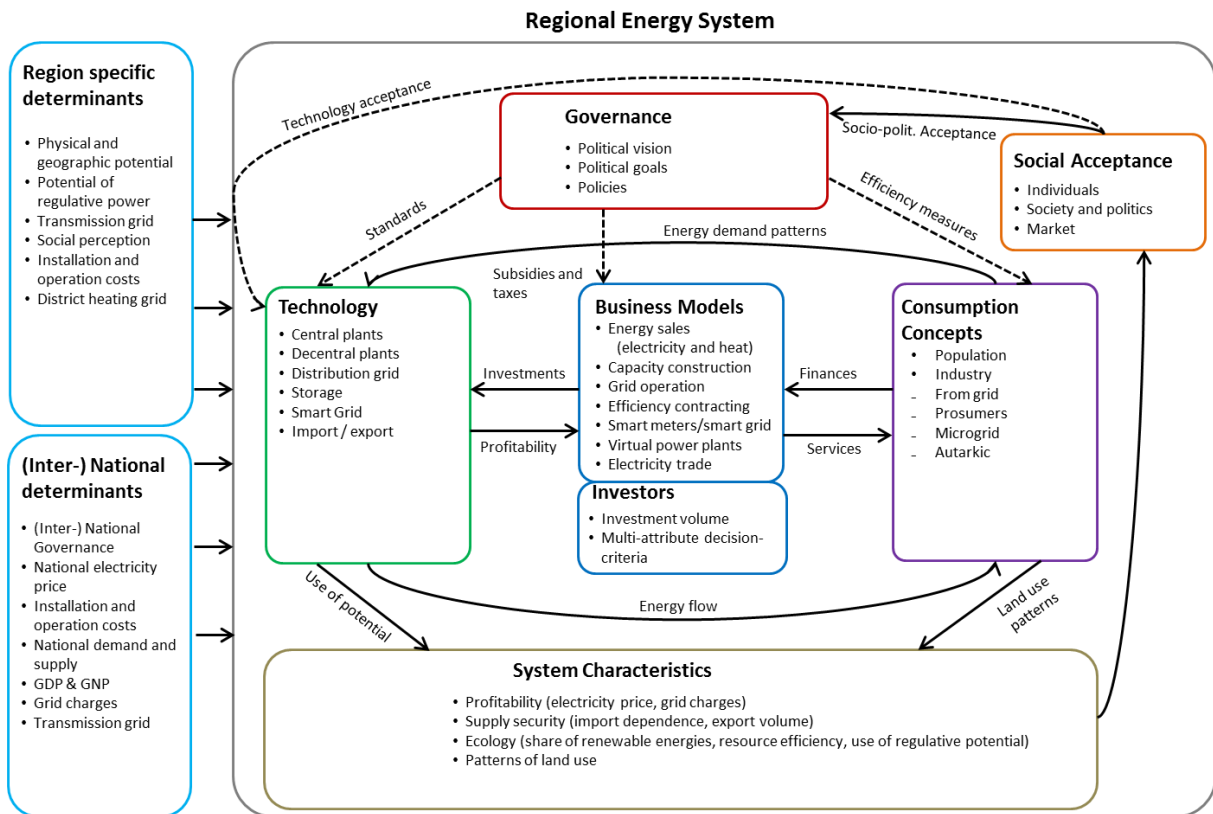 Regional Energy System
Region specific
determinants
• Physical and
geographic potential
• Potential of
regulative power
• Transmission grid
• Social perception
• Installation and
operation costs
• District heating grid
(Inter-) National
determinants
• (Inter-) National
Governance
• National electricity
price
• Installation and
operation costs
• National demand and
supply
• GDP & GNP
• Grid charges
• Transmission grid
Technology acceptance
Governance
• Political vision
• Political goals
• Policies
Socio-polit. Acceptance
Social Acceptance
• Individuals
• Society and politics
• Market
Standards
Subsidies and
taxes
Efficiency measures
Energy demand patterns
Technology
• Central plants
• Decentral plants
• Distribution grid
• Storage
• Smart Grid
• Import / export
Investments
Profitability
Business Models
• Energy sales
(electricity and heat)
• Capacity construction
• Grid operation
• Efficiency contracting
• Smart meters/smart grid
• Virtual power plants
• Electricity trade
Investors
• Investment volume
• Multi-attribute decision-
criteria
Finances
Services
Consumption
Concepts
• Population
• Industry
- From grid
- Prosumers
- Microgrid
- Autarkic
Use of potential
Energy flow
Land use
patterns
System Characteristics
• Profitability (electricity price, grid charges)
• Supply security (import dependence, export volume)
• Ecology (share of renewable energies, resource efficiency, use of regulative potential)
• Patterns of land use